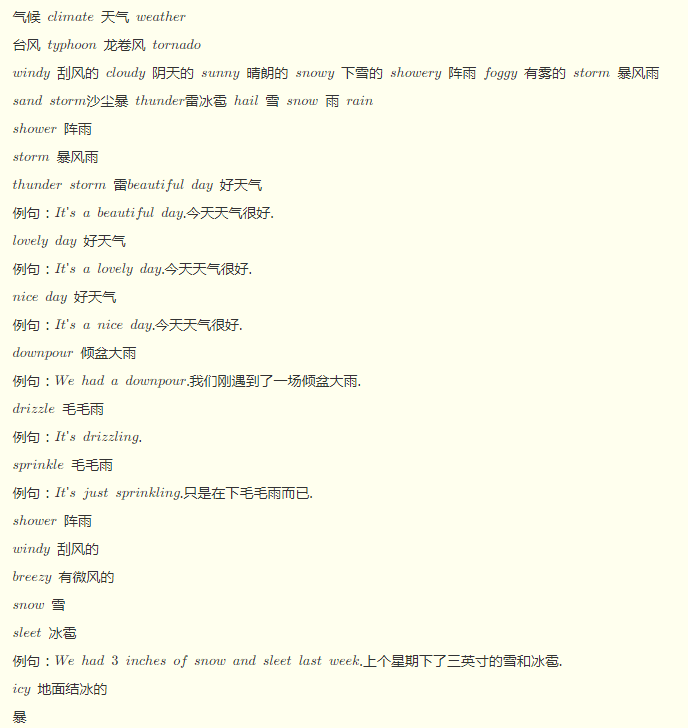 气候 climate 天气 weather
台风 typhoon 龙卷风 tornado
windy 刮风的 cloudy 阴天的 sunny 晴朗的 snowy 下雪的 showery 阵雨 foggy 有雾的 storm 暴风雨
sand storm沙尘暴 thunder雷冰雹 hail 雪 snow 雨 rain
shower 阵雨
storm 暴风雨
thunder storm 雷beautiful day 好天气
例句：It's a beautiful day.今天天气很好.
lovely day 好天气
例句：It's a lovely day.今天天气很好.
nice day 好天气
例句：It's a nice day.今天天气很好.
downpour 倾盆大雨
例句：We had a downpour.我们刚遇到了一场倾盆大雨.
drizzle 毛毛雨
例句：It's drizzling.
sprinkle 毛毛雨
例句：It's just sprinkling.只是在下毛毛雨而已.
shower 阵雨
windy 刮风的
breezy 有微风的
snow 雪
sleet 冰雹
例句：We had 3 inches of snow and sleet last week.上个星期下了三英寸的雪和冰雹.
icy 地面结冰的
暴